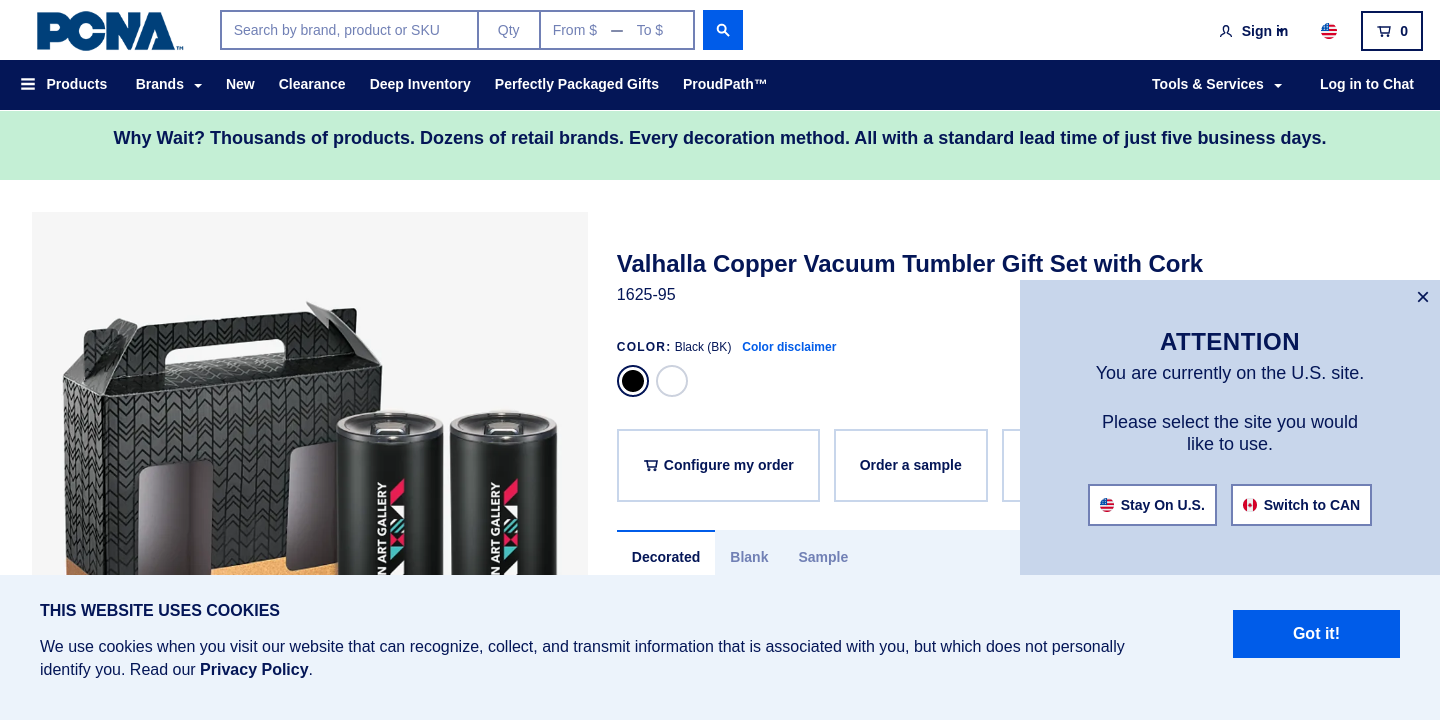 PCNA™
Search by brand, product or SKU
Qty
From $ — To $
Sign in
0
Products
Brands
New
Clearance
Deep Inventory
Perfectly Packaged Gifts
ProudPath™
Tools & Services
Log in to Chat
Why Wait? Thousands of products. Dozens of retail brands. Every decoration method. All with a standard lead time of just five business days.
Valhalla Copper Vacuum Tumbler Gift Set with Cork
1625-95
COLOR: Black (BK) Color disclaimer
Configure my order
Order a sample
Decorated
Blank
Sample
ART GALLERY
ART GALLERY
×
ATTENTION
You are currently on the U.S. site.
Please select the site you would
like to use.
Stay On U.S.
Switch to CAN
THIS WEBSITE USES COOKIES
We use cookies when you visit our website that can recognize, collect, and transmit information that is associated with you, but which does not personally
identify you. Read our Privacy Policy.
Got it!